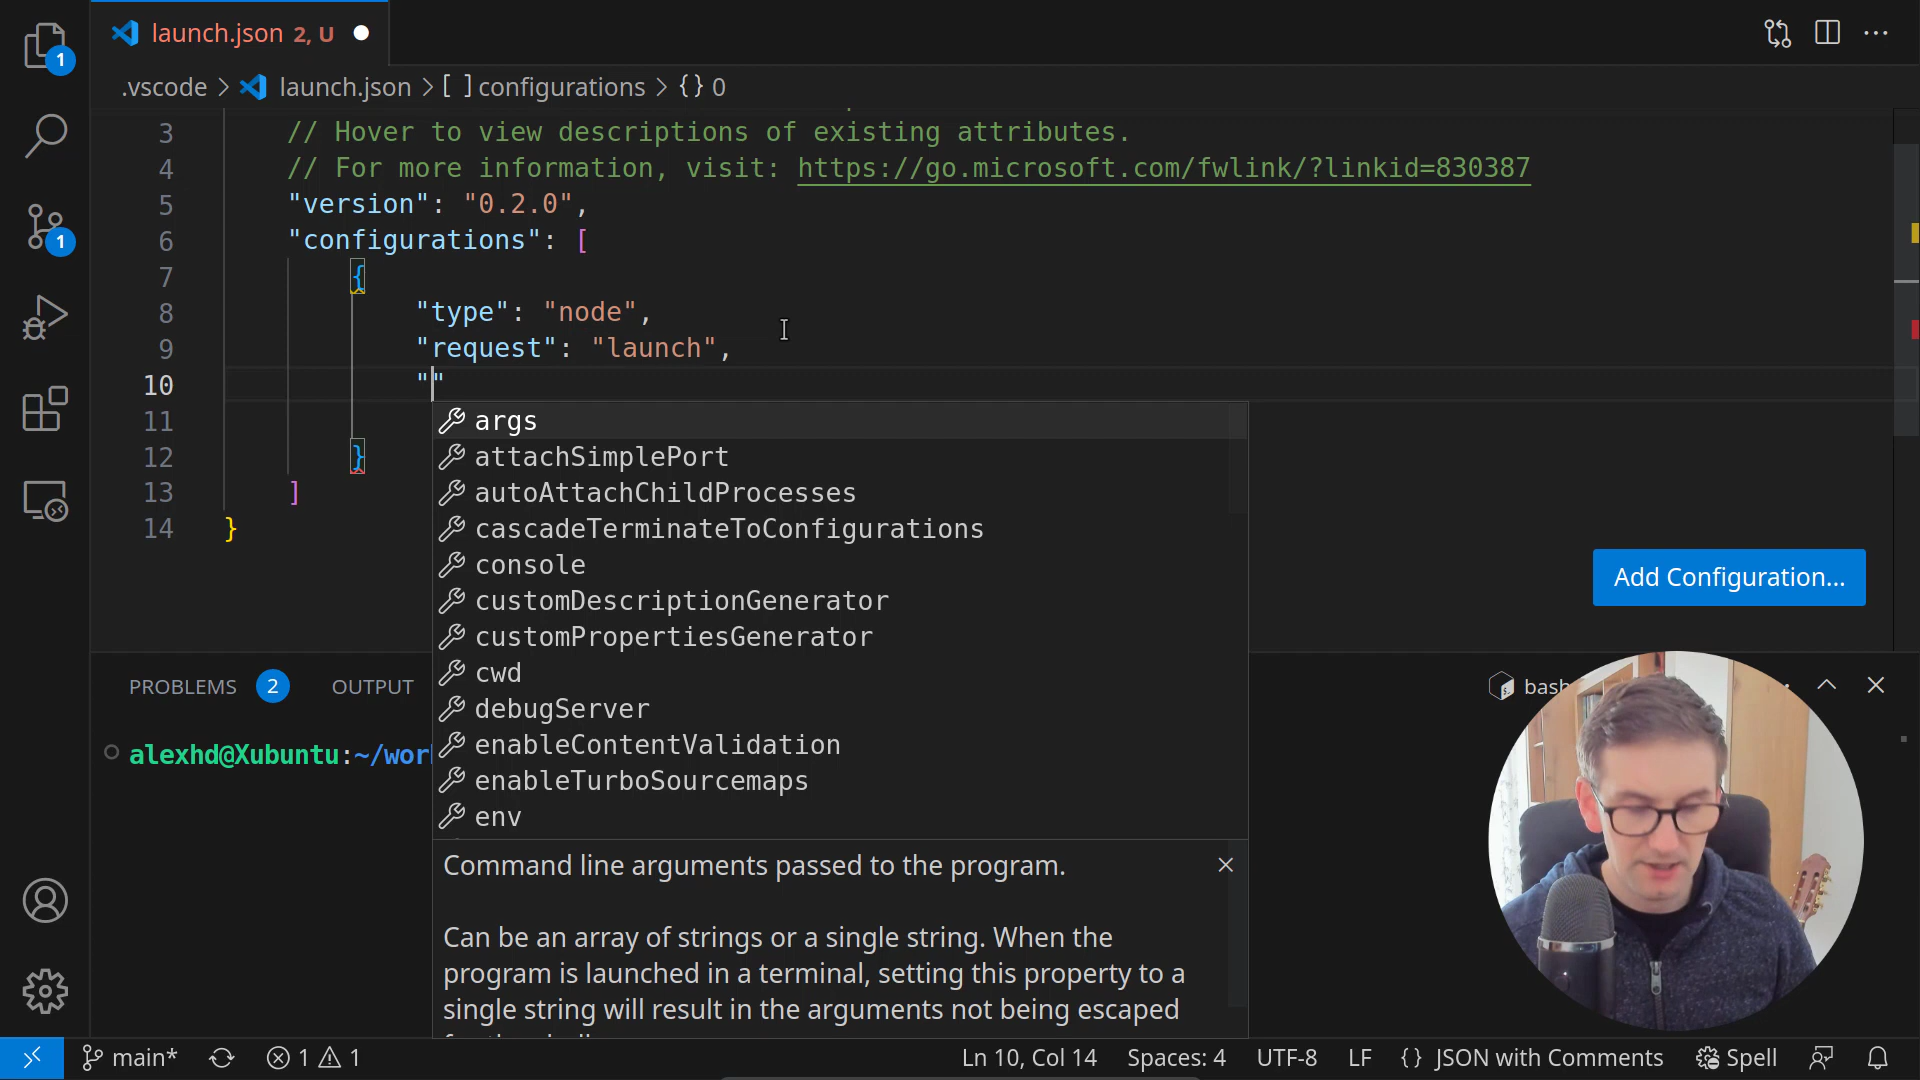 launch.json 2, U
1
.vscode > launch.json > [ ] configurations > {} 0
3 // Hover to view descriptions of existing attributes.
4 // For more information, visit: https://go.microsoft.com/fwlink/?linkid=830387
5 "version": "0.2.0",
6 "configurations": [
7 {
8 "type": "node",
9 "request": "launch",
10 ""
11
12 }
13 ]
14 }
1
args
attachSimplePort
autoAttachChildProcesses
cascadeTerminateToConfigurations
console
customDescriptionGenerator
customPropertiesGenerator
cwd
debugServer
enableContentValidation
enableTurboSourcemaps
env
Add Configuration...
PROBLEMS 2 OUTPUT
bash
alexhd@Xubuntu:~/wor
Command line arguments passed to the program.
Can be an array of strings or a single string. When the
program is launched in a terminal, setting this property to a
single string will result in the arguments not being escaped
main* 1 1 Ln 10, Col 14 Spaces: 4 UTF-8 LF {} JSON with Comments Spell